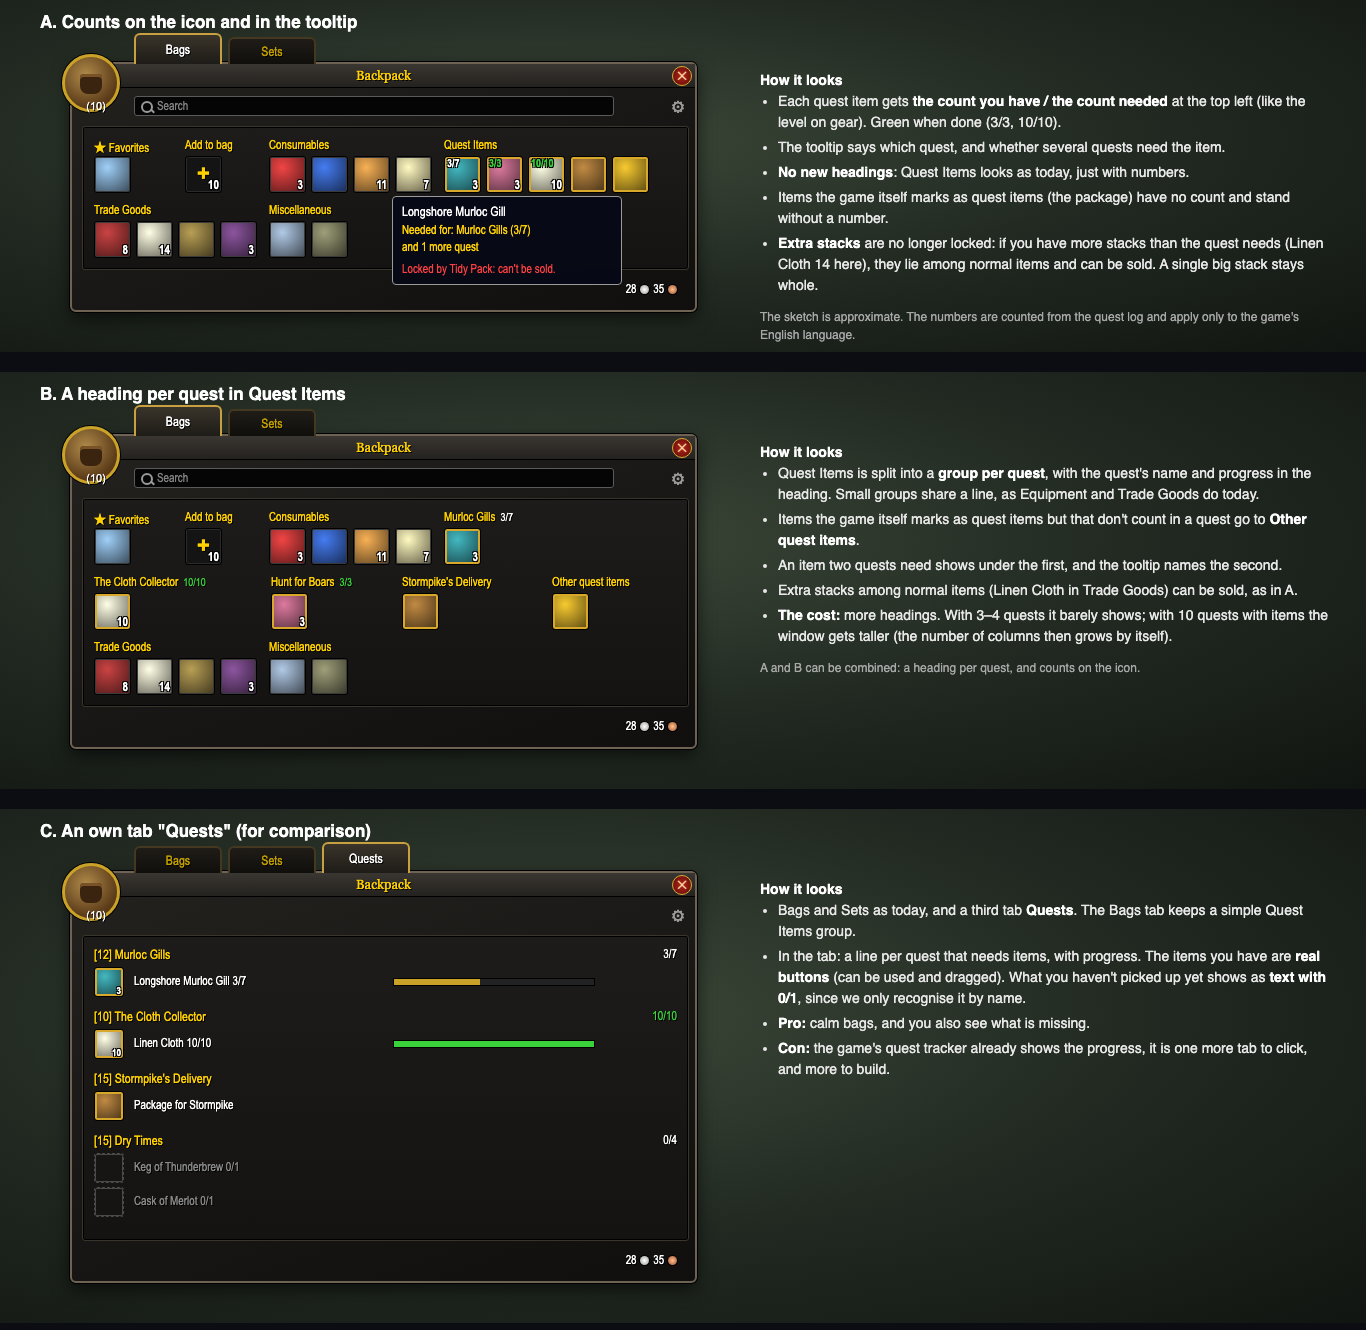 A. Counts on the icon and in the tooltip
Bags
Sets
Backpack
(10)
Search
Favorites
Add to bag
Consumables
Quest Items
10
3
11
7
3/7
3
3/3
3
10/10
10
Trade Goods
Miscellaneous
8
14
3
Longshore Murloc Gill
Needed for: Murloc Gills (3/7)
and 1 more quest
Locked by Tidy Pack: can't be sold.
28 35
How it looks
• Each quest item gets the count you have / the count needed at the top left (like the
level on gear). Green when done (3/3, 10/10).
• The tooltip says which quest, and whether several quests need the item.
• No new headings: Quest Items looks as today, just with numbers.
• Items the game itself marks as quest items (the package) have no count and stand
without a number.
• Extra stacks are no longer locked: if you have more stacks than the quest needs (Linen
Cloth 14 here), they lie among normal items and can be sold. A single big stack stays
whole.
The sketch is approximate. The numbers are counted from the quest log and apply only to the game's
English language.
B. A heading per quest in Quest Items
Bags
Sets
Backpack
(10)
Search
Favorites
Add to bag
Consumables
Murloc Gills 3/7
10
3
11
7
3
The Cloth Collector 10/10
Hunt for Boars 3/3
Stormpike's Delivery
Other quest items
10
3
Trade Goods
Miscellaneous
8
14
3
28 35
How it looks
• Quest Items is split into a group per quest, with the quest's name and progress in the
heading. Small groups share a line, as Equipment and Trade Goods do today.
• Items the game itself marks as quest items but that don't count in a quest go to Other
quest items.
• An item two quests need shows under the first, and the tooltip names the second.
• Extra stacks among normal items (Linen Cloth in Trade Goods) can be sold, as in A.
• The cost: more headings. With 3–4 quests it barely shows; with 10 quests with items the
window gets taller (the number of columns then grows by itself).
A and B can be combined: a heading per quest, and counts on the icon.
C. An own tab "Quests" (for comparison)
Bags
Sets
Quests
Backpack
(10)
[12] Murloc Gills
3/7
3
Longshore Murloc Gill 3/7
[10] The Cloth Collector
10/10
10
Linen Cloth 10/10
[15] Stormpike's Delivery
Package for Stormpike
[15] Dry Times
0/4
Keg of Thunderbrew 0/1
Cask of Merlot 0/1
28 35
How it looks
• Bags and Sets as today, and a third tab Quests. The Bags tab keeps a simple Quest
Items group.
• In the tab: a line per quest that needs items, with progress. The items you have are real
buttons (can be used and dragged). What you haven't picked up yet shows as text with
0/1, since we only recognise it by name.
• Pro: calm bags, and you also see what is missing.
• Con: the game's quest tracker already shows the progress, it is one more tab to click,
and more to build.